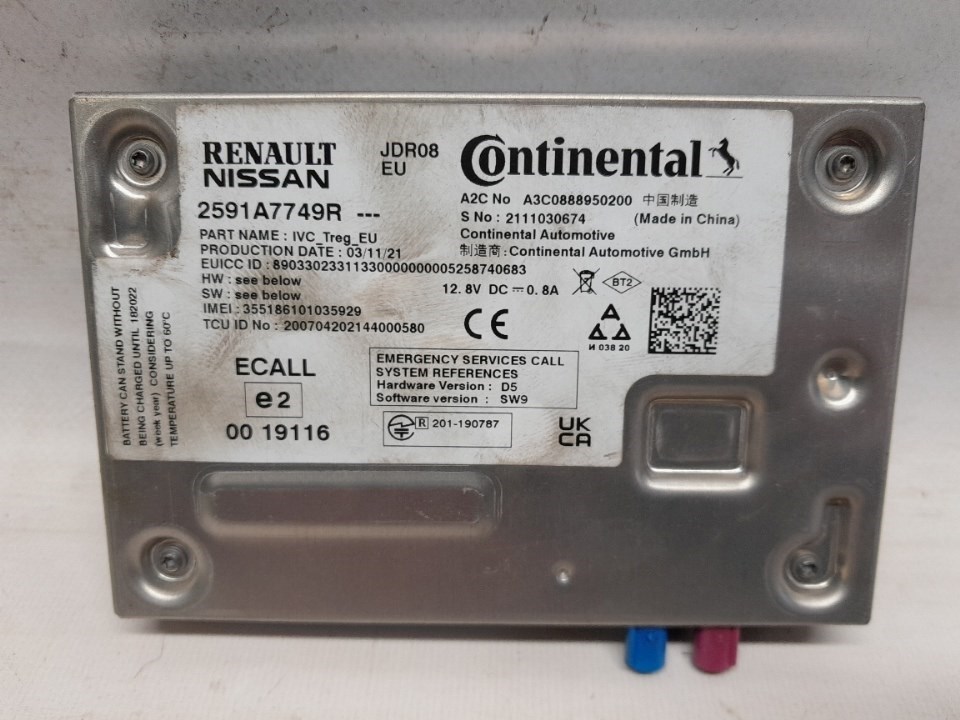 RENAULT
NISSAN
JDR08
EU
Continental
2591A7749R ---
PART NAME : IVC_Treg_EU
PRODUCTION DATE : 03/11/21
EUICC ID : 89033023311330000000005258740683
HW : see below
SW : see below
IMEI : 355186101035929
TCU ID No : 200704202144000580
A2C No A3C0888950200 中国制造
S No : 2111030674 (Made in China)
Continental Automotive
制造商: Continental Automotive GmbH
12.8V DC 0.8A
BT2
CE
A
И 038 20
ECALL
e2
00 19116
EMERGENCY SERVICES CALL
SYSTEM REFERENCES
Hardware Version : D5
Software version : SW9
R 201-190787
UK
CA
BATTERY CAN STAND WITHOUT
BEING CHARGED UNTIL 182022
(week year) CONSIDERING
TEMPERATURE UP TO 60°C